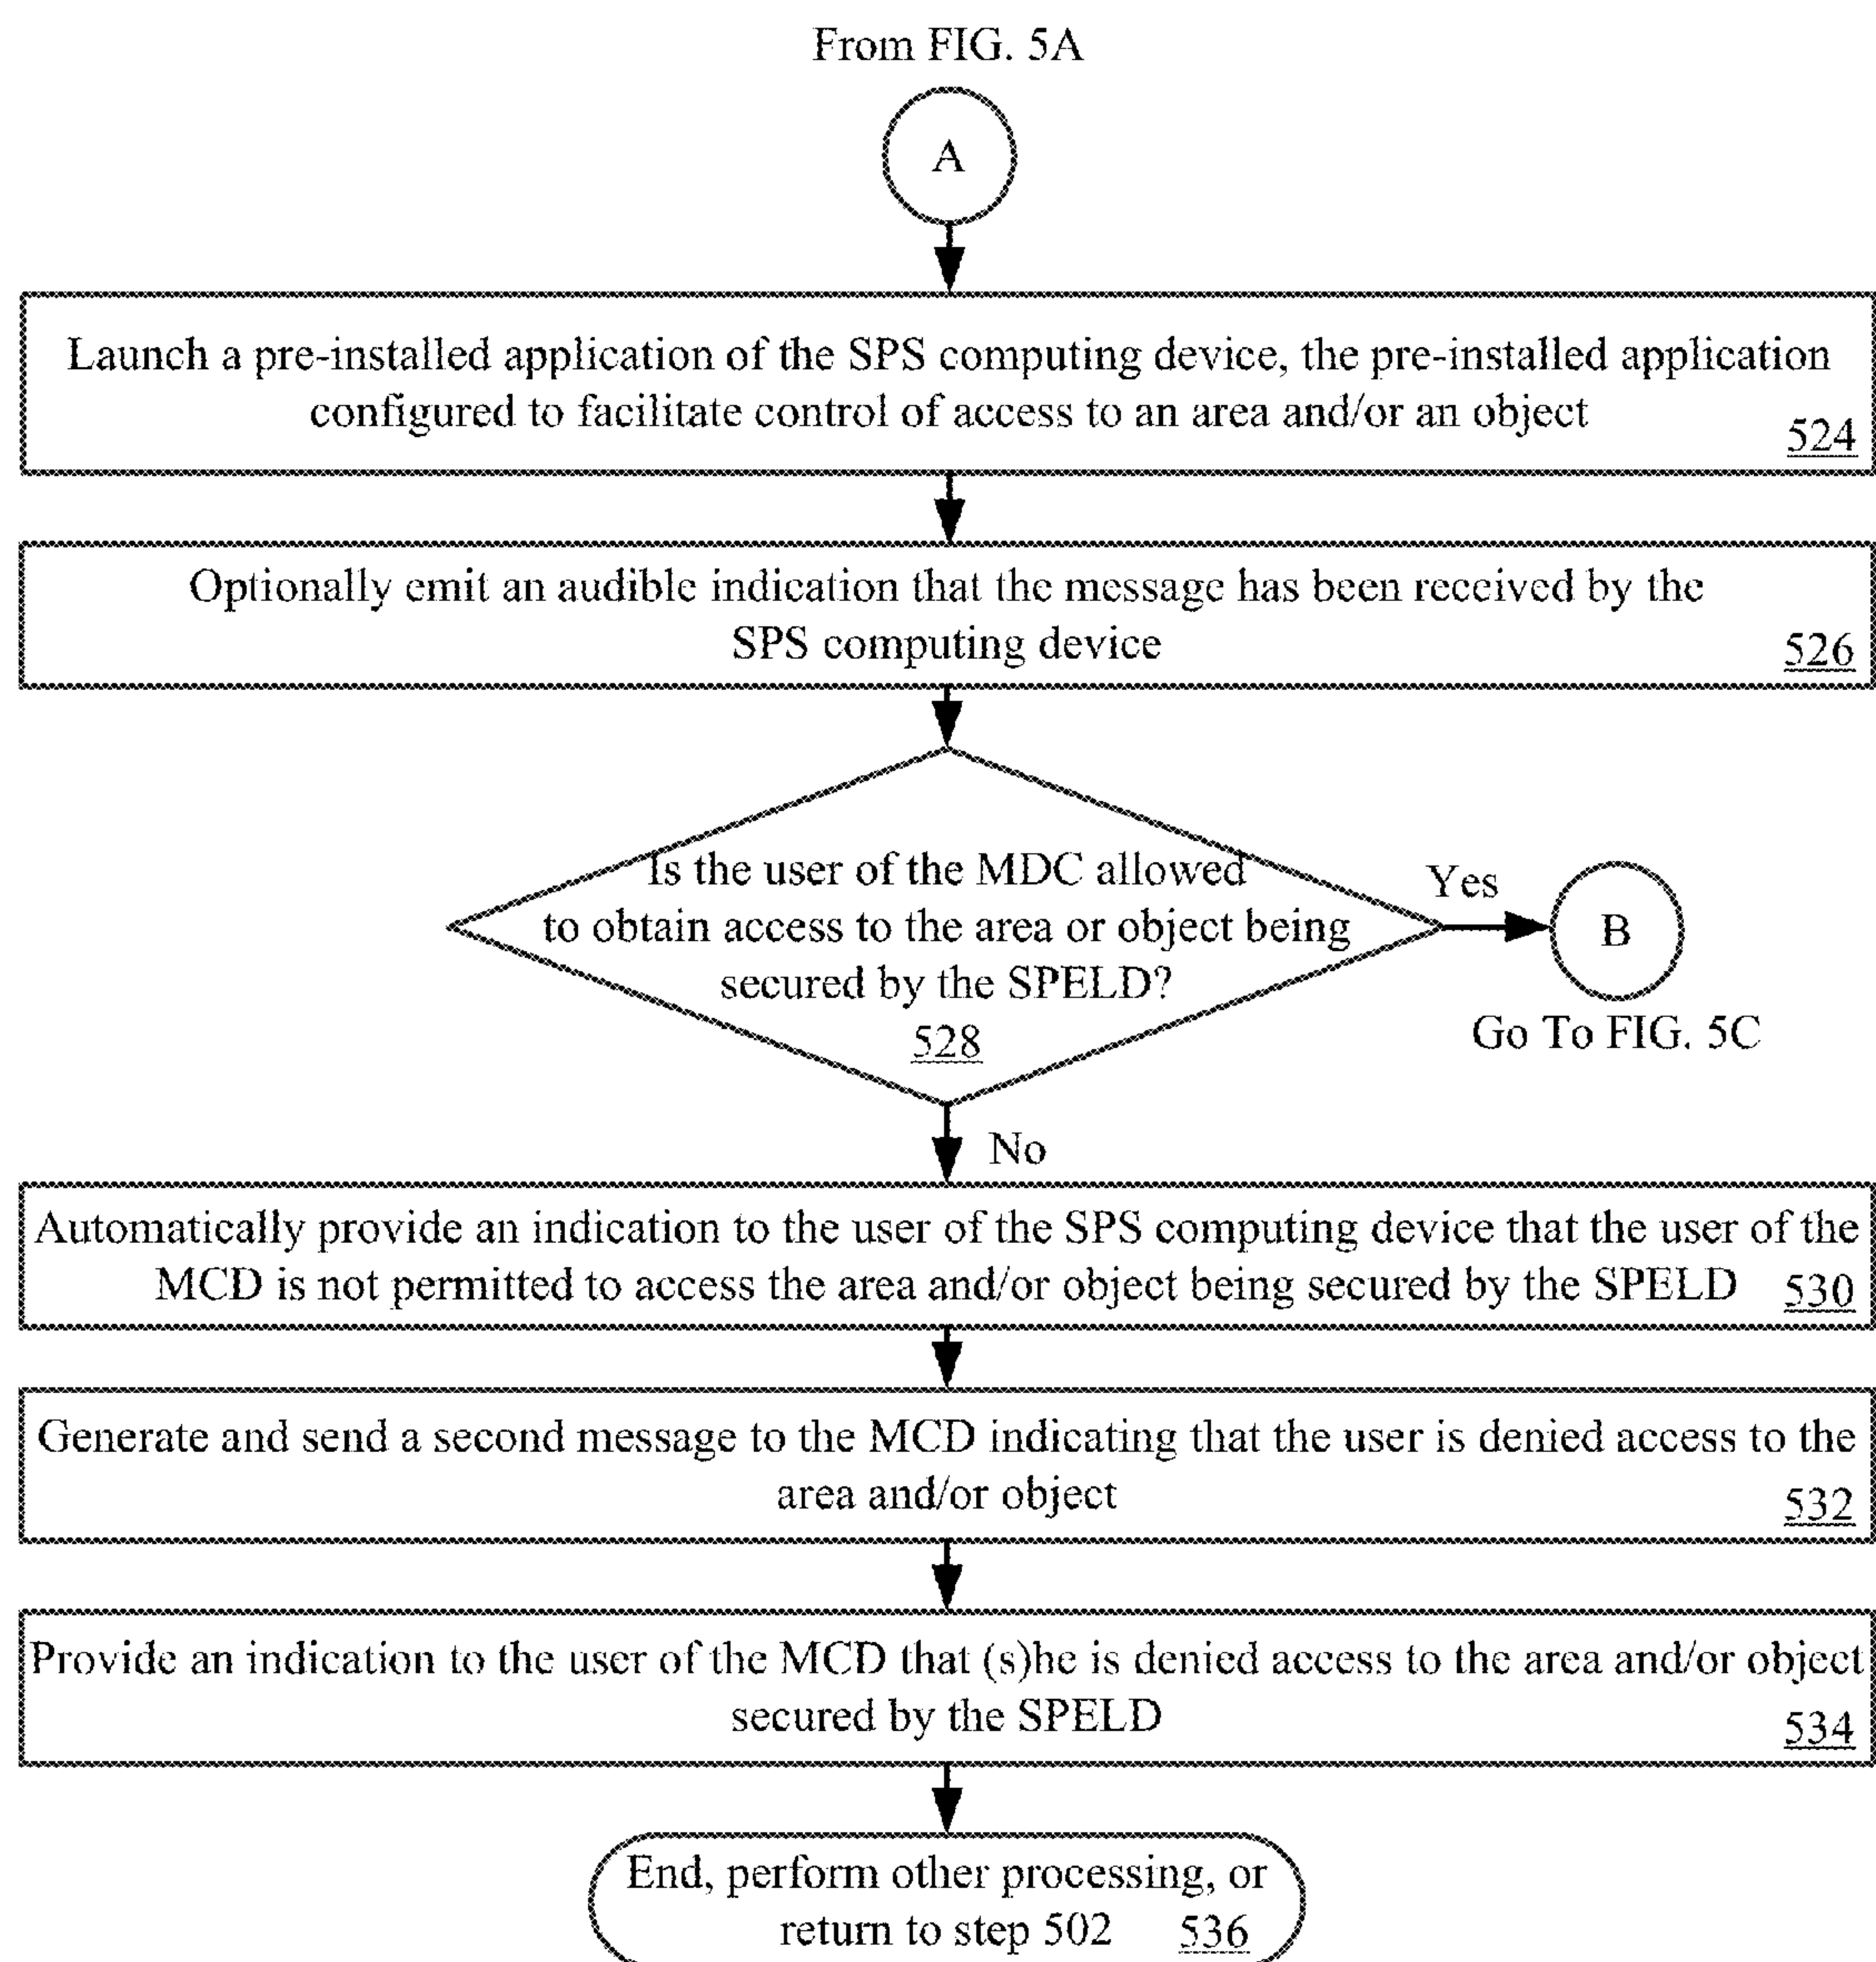 From FIG. 5A
A
Launch a pre-installed application of the SPS computing device, the pre-installed application
configured to facilitate control of access to an area and/or an object
524
Optionally emit an audible indication that the message has been received by the
SPS computing device
526
Is the user of the MDC allowed
to obtain access to the area or object being
secured by the SPELD?
528
Yes
B
Go To FIG. 5C
No
Automatically provide an indication to the user of the SPS computing device that the user of the
MCD is not permitted to access the area and/or object being secured by the SPELD 530
Generate and send a second message to the MCD indicating that the user is denied access to the
area and/or object
532
Provide an indication to the user of the MCD that (s)he is denied access to the area and/or object
secured by the SPELD
534
End, perform other processing, or
return to step 502 536